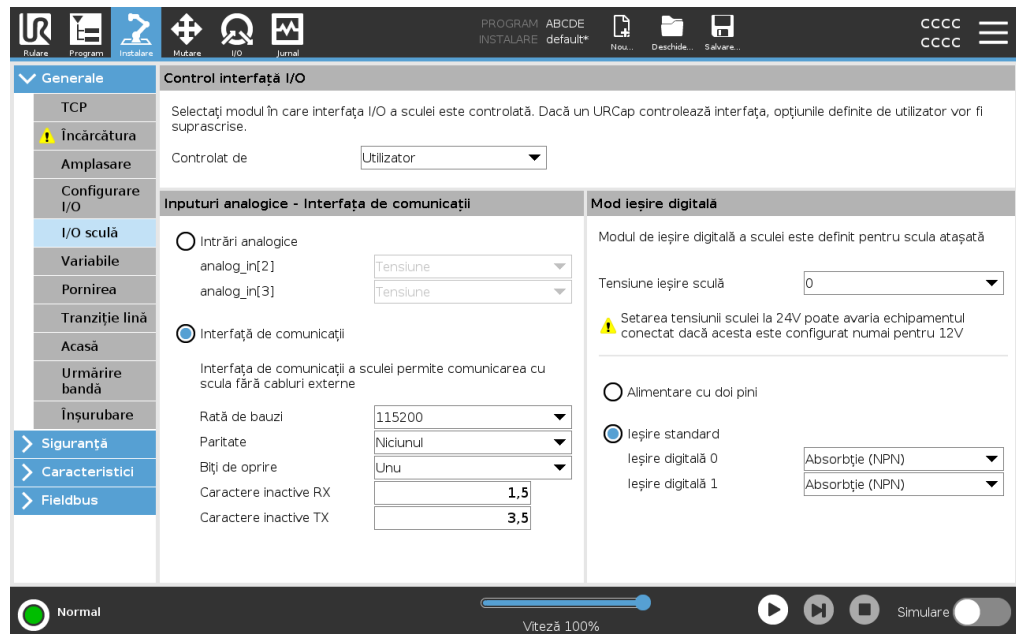 UR
Rulare
Program
Instalare
Mutare
I/O
Jurnal
PROGRAM ABCDE
INSTALARE default*
Nou...
Deschide...
Salvare...
CCCC
CCCC
Generale
TCP
Încărcătura
Amplasare
Configurare
I/O
I/O sculă
Variabile
Pornirea
Tranziție lină
Acasă
Urmărire
bandă
Înșurubare
Siguranță
Caracteristici
Fieldbus
Control interfață I/O
Selectați modul în care interfața I/O a sculei este controlată. Dacă un URCap controlează interfața, opțiunile definite de utilizator vor fi
suprascrise.
Controlat de Utilizator
Inputuri analogice - Interfața de comunicații
Intrări analogice
analog_in[2] Tensiune
analog_in[3] Tensiune
Interfață de comunicații
Interfața de comunicații a sculei permite comunicarea cu
scula fără cabluri externe
Rată de bauzi 115200
Paritate Niciunul
Biți de oprire Unu
Caractere inactive RX 1,5
Caractere inactive TX 3,5
Mod ieșire digitală
Modul de ieșire digitală a sculei este definit pentru scula atașată
Tensiune ieșire sculă 0
Setarea tensiunii sculei la 24V poate avaria echipamentul
conectat dacă acesta este configurat numai pentru 12V
Alimentare cu doi pini
Ieșire standard
Ieșire digitală 0 Absorbție (NPN)
Ieșire digitală 1 Absorbție (NPN)
Normal
Viteză 100%
Simulare